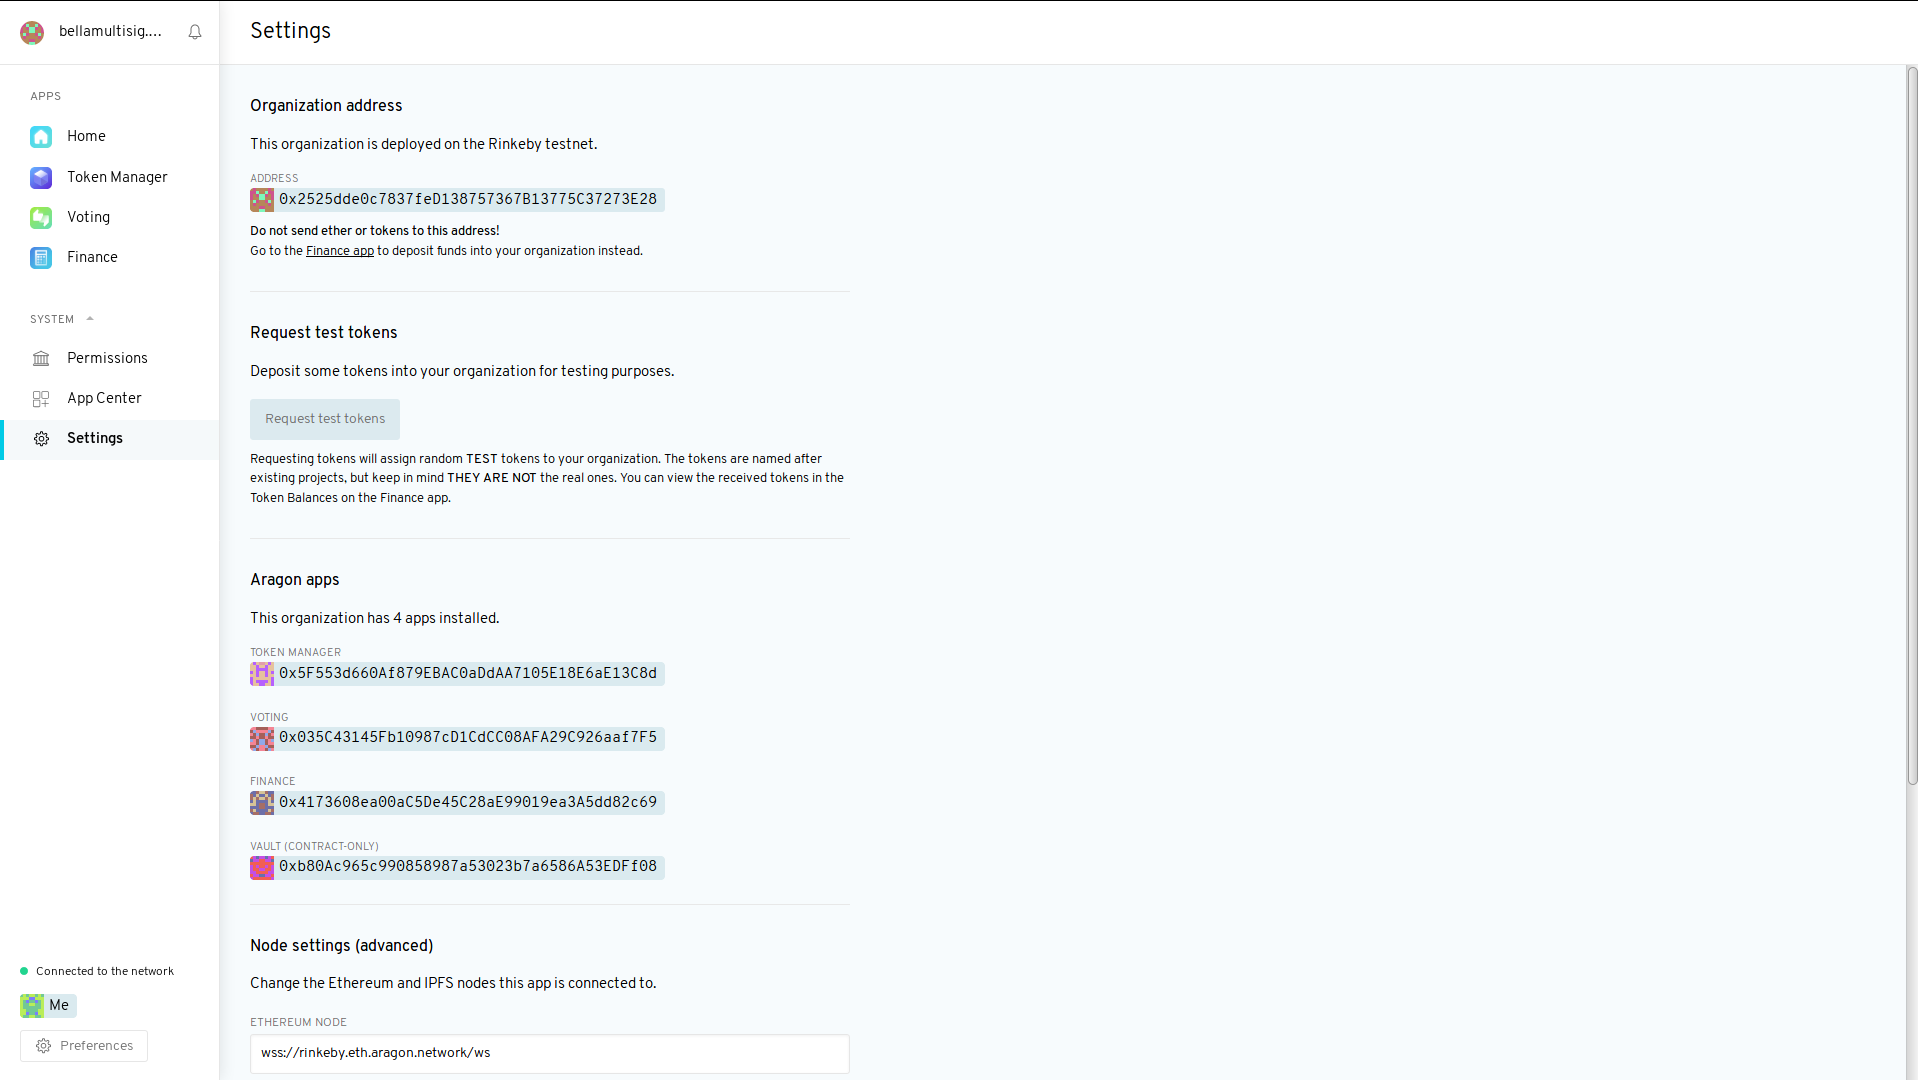 bellamultisig....
Settings
APPS
Home
Token Manager
Voting
Finance
SYSTEM
Permissions
App Center
Settings
Connected to the network
Me
Preferences
Organization address
This organization is deployed on the Rinkeby testnet.
ADDRESS
0x2525dde0c7837feD138757367B13775C37273E28
Do not send ether or tokens to this address!
Go to the Finance app to deposit funds into your organization instead.
Request test tokens
Deposit some tokens into your organization for testing purposes.
Request test tokens
Requesting tokens will assign random TEST tokens to your organization. The tokens are named after
existing projects, but keep in mind THEY ARE NOT the real ones. You can view the received tokens in the
Token Balances on the Finance app.
Aragon apps
This organization has 4 apps installed.
TOKEN MANAGER
0x5F553d660Af879EBAC0aDdAA7105E18E6aE13C8d
VOTING
0x035C43145Fb10987cD1CdCC08AFA29C926aaf7F5
FINANCE
0x4173608ea00aC5De45C28aE99019ea3A5dd82c69
VAULT (CONTRACT-ONLY)
0xb80Ac965c990858987a53023b7a6586A53EDFf08
Node settings (advanced)
Change the Ethereum and IPFS nodes this app is connected to.
ETHEREUM NODE
wss://rinkeby.eth.aragon.network/ws